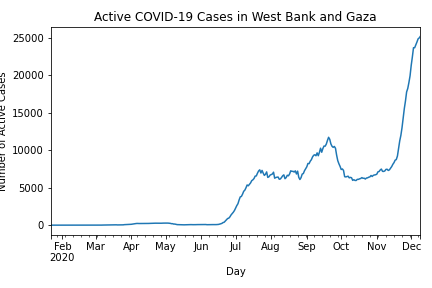 Active COVID-19 Cases in West Bank and Gaza
Number of Active Cases
25000
20000
15000
10000
5000
0
Feb Mar Apr May Jun Jul Aug Sep Oct Nov Dec
2020
Day